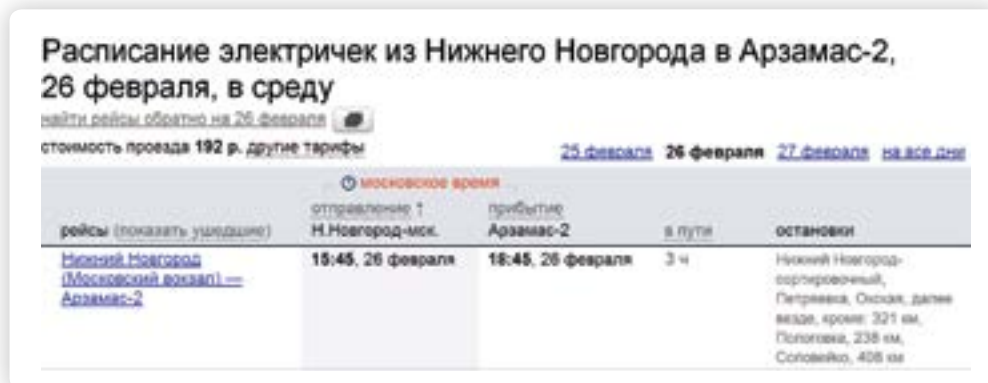 Расписание электричек из Нижнего Новгорода в Арзамас-2,
26 февраля, в среду
найти рейсы обратно на 26 февраля
стоимость проезда 192 р. другие тарифы
25 февраля 26 февраля 27 февраля на все дни
московское время
рейсы (показать ушедшие)
отправление ↑
Н.Новгород-мск.
прибытие
Арзамас-2
в пути
остановки
Нижний Новгород
(Московский вокзал) —
Арзамас-2
15:45, 26 февраля
18:45, 26 февраля
3 ч
Нижний Новгород-
сортировочный,
Петряевка, Окская, далее
везде, кроме: 321 км,
Пологовка, 238 км,
Соловейко, 408 км